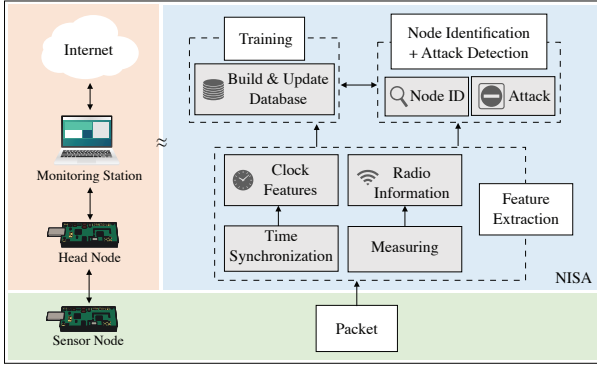 Internet
Monitoring Station
Head Node
Sensor Node
≈
Training
Build & Update
Database
Node Identification
+ Attack Detection
Node ID
Attack
Clock
Features
Radio
Information
Time
Synchronization
Measuring
Feature
Extraction
NISA
Packet